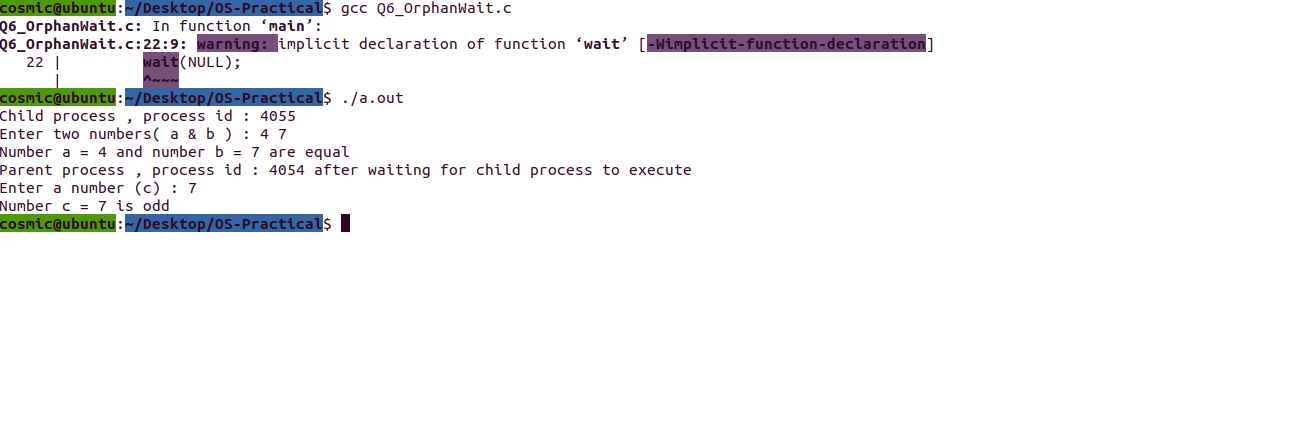 cosmic@ubuntu:~/Desktop/OS-Practical$ gcc Q6_OrphanWait.c
Q6_OrphanWait.c: In function ‘main’:
Q6_OrphanWait.c:22:9: warning: implicit declaration of function ‘wait’ [-Wimplicit-function-declaration]
   22 |         wait(NULL);
      |         ^~~~
cosmic@ubuntu:~/Desktop/OS-Practical$ ./a.out
Child process , process id : 4055
Enter two numbers( a & b ) : 4 7
Number a = 4 and number b = 7 are equal
Parent process , process id : 4054 after waiting for child process to execute
Enter a number (c) : 7
Number c = 7 is odd
cosmic@ubuntu:~/Desktop/OS-Practical$